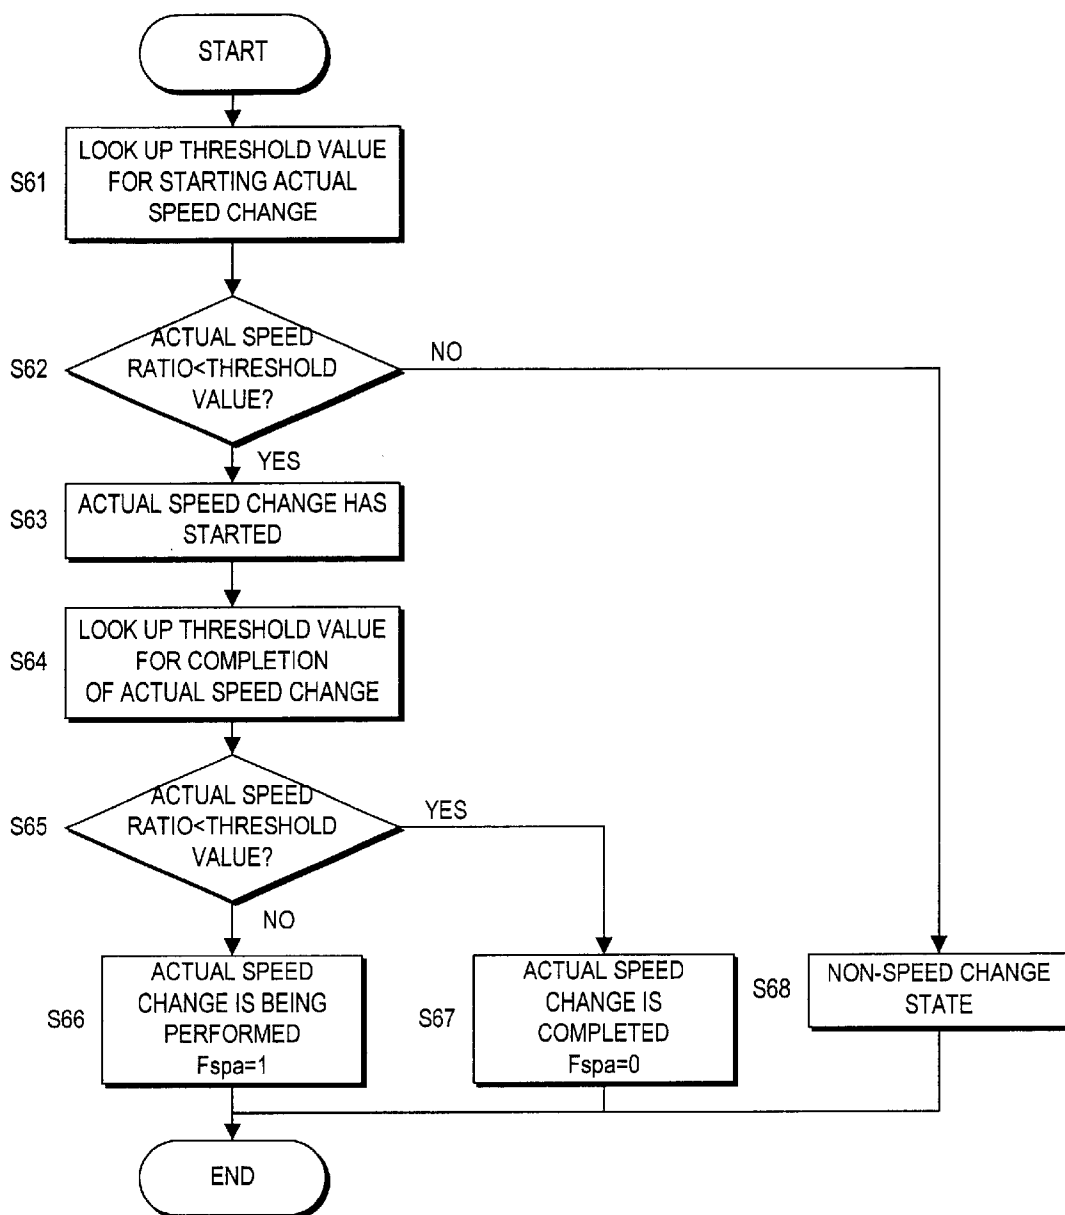 START
S61
LOOK UP THRESHOLD VALUE
FOR STARTING ACTUAL
SPEED CHANGE
S62
ACTUAL SPEED
RATIO<THRESHOLD
VALUE?
NO
YES
S63
ACTUAL SPEED CHANGE HAS
STARTED
S64
LOOK UP THRESHOLD VALUE
FOR COMPLETION
OF ACTUAL SPEED CHANGE
S65
ACTUAL SPEED
RATIO<THRESHOLD
VALUE?
YES
NO
S66
ACTUAL SPEED
CHANGE IS BEING
PERFORMED
Fspa=1
S67
ACTUAL SPEED
CHANGE IS
COMPLETED
Fspa=0
S68
NON-SPEED CHANGE
STATE
END